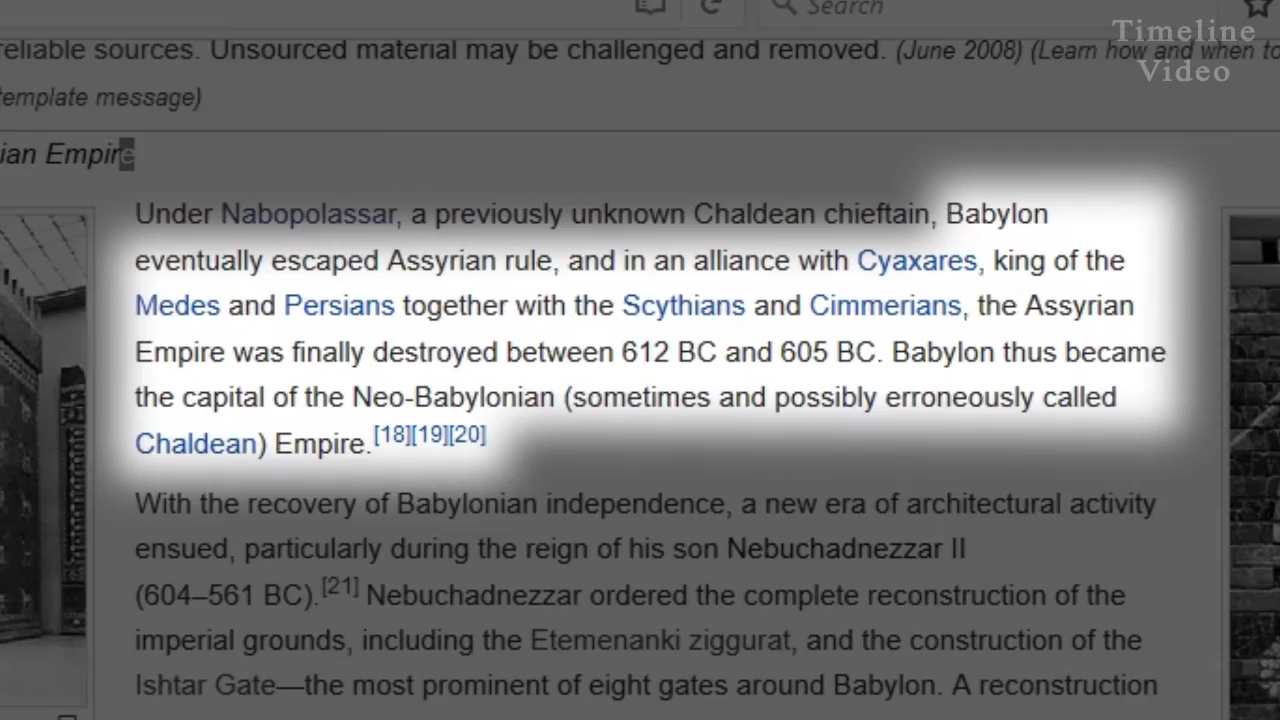 Search
Timeline
Video
reliable sources. Unsourced material may be challenged and removed. (June 2008) (Learn how and when to
template message)
ian Empire
Under Nabopolassar, a previously unknown Chaldean chieftain, Babylon
eventually escaped Assyrian rule, and in an alliance with Cyaxares, king of the
Medes and Persians together with the Scythians and Cimmerians, the Assyrian
Empire was finally destroyed between 612 BC and 605 BC. Babylon thus became
the capital of the Neo-Babylonian (sometimes and possibly erroneously called
Chaldean) Empire.[18][19][20]
With the recovery of Babylonian independence, a new era of architectural activity
ensued, particularly during the reign of his son Nebuchadnezzar II
(604–561 BC).[21] Nebuchadnezzar ordered the complete reconstruction of the
imperial grounds, including the Etemenanki ziggurat, and the construction of the
Ishtar Gate—the most prominent of eight gates around Babylon. A reconstruction